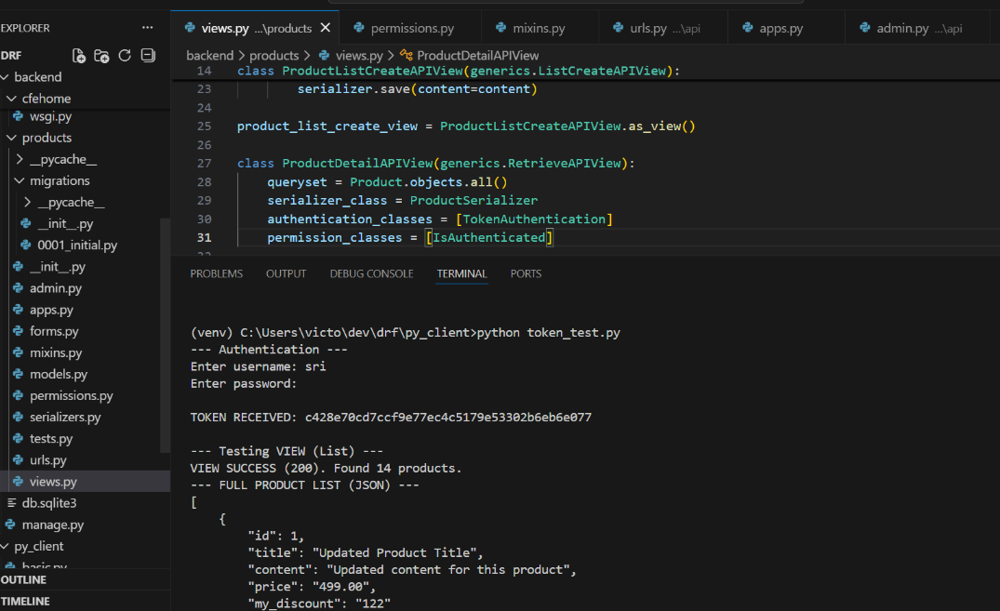 EXPLORER ...
DRF
backend
cfehome
wsgi.py
products
__pycache__
migrations
__pycache__
__init__.py
0001_initial.py
__init__.py
admin.py
apps.py
forms.py
mixins.py
models.py
permissions.py
serializers.py
tests.py
urls.py
views.py
db.sqlite3
manage.py
py_client
basic.py
OUTLINE
TIMELINE
views.py ...\products permissions.py mixins.py urls.py ...\api apps.py admin.py ...\api
backend > products > views.py > ProductDetailAPIView
14 class ProductListCreateAPIView(generics.ListCreateAPIView):
23 serializer.save(content=content)
24
25 product_list_create_view = ProductListCreateAPIView.as_view()
26
27 class ProductDetailAPIView(generics.RetrieveAPIView):
28 queryset = Product.objects.all()
29 serializer_class = ProductSerializer
30 authentication_classes = [TokenAuthentication]
31 permission_classes = [IsAuthenticated]
32
PROBLEMS OUTPUT DEBUG CONSOLE TERMINAL PORTS
(venv) C:\Users\victo\dev\drf\py_client>python token_test.py
--- Authentication ---
Enter username: sri
Enter password:
TOKEN RECEIVED: c428e70cd7ccf9e77ec4c5179e53302b6eb6e077
--- Testing VIEW (List) ---
VIEW SUCCESS (200). Found 14 products.
--- FULL PRODUCT LIST (JSON) ---
[
{
"id": 1,
"title": "Updated Product Title",
"content": "Updated content for this product",
"price": "499.00",
"my_discount": "122"